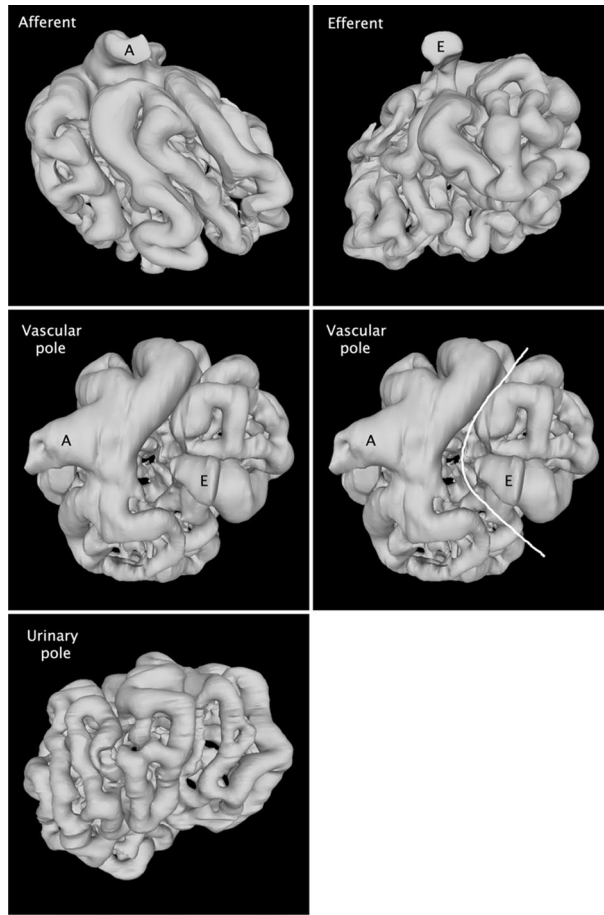 Afferent
A
Efferent
E
Vascular
pole
A
E
Vascular
pole
A
E
Urinary
pole